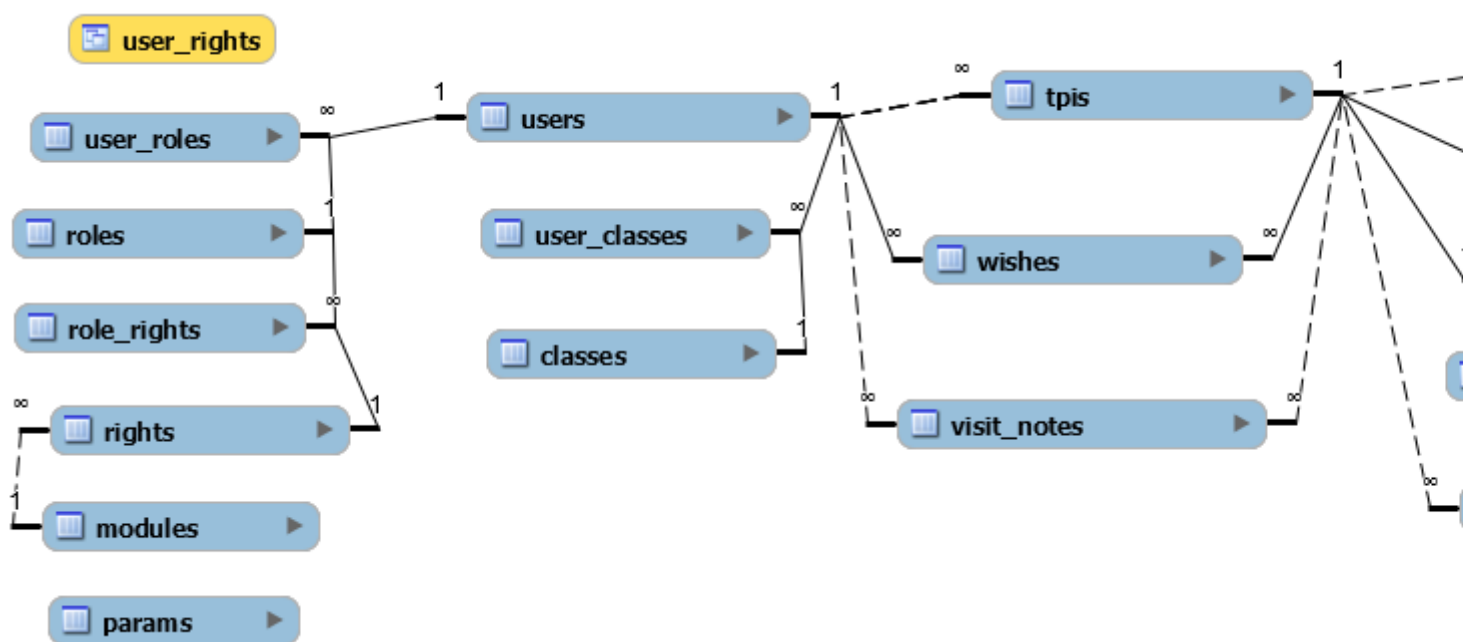 user_rights
∞
1
user_roles
1
users
1
∞
tpis
1
1
roles
∞
user_classes
∞
wishes
∞
∞
role_rights
1
classes
∞
rights
1
∞
visit_notes
∞
∞
1
modules
params